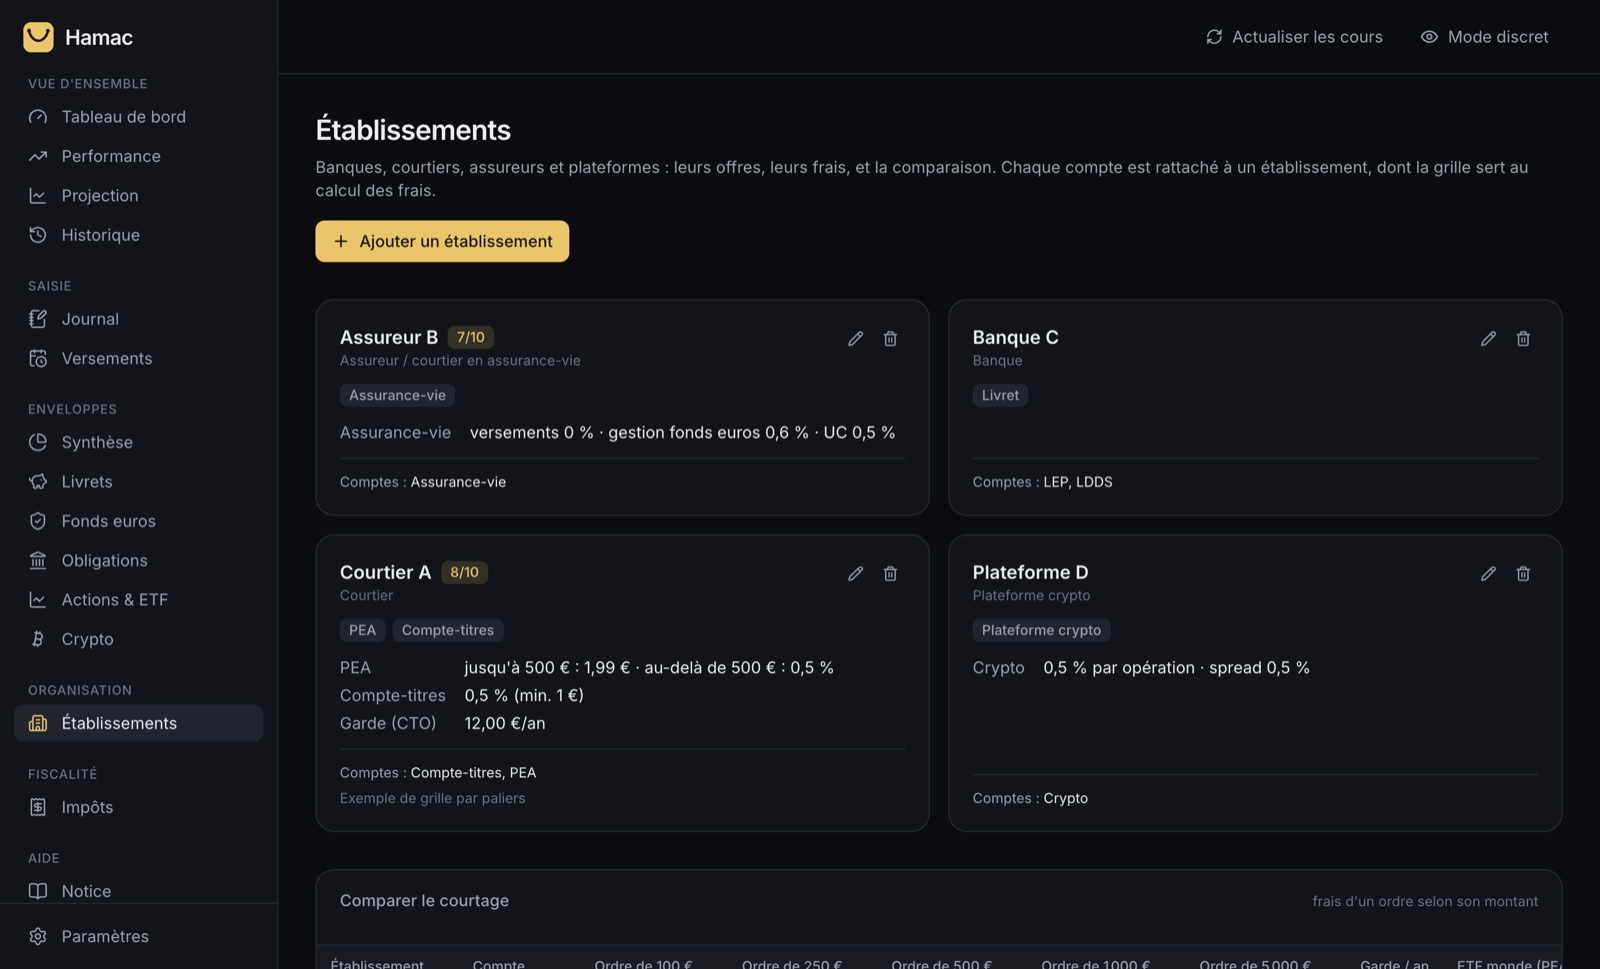 Hamac
VUE D'ENSEMBLE
Tableau de bord
Performance
Projection
Historique
SAISIE
Journal
Versements
ENVELOPPES
Synthèse
Livrets
Fonds euros
Obligations
Actions & ETF
Crypto
ORGANISATION
Établissements
FISCALITÉ
Impôts
AIDE
Notice
Paramètres
Actualiser les cours
Mode discret
Établissements
Banques, courtiers, assureurs et plateformes : leurs offres, leurs frais, et la comparaison. Chaque compte est rattaché à un établissement, dont la grille sert au
calcul des frais.
Ajouter un établissement
Assureur B 7/10
Assureur / courtier en assurance-vie
Assurance-vie
Assurance-vie versements 0 % · gestion fonds euros 0,6 % · UC 0,5 %
Comptes : Assurance-vie
Banque C
Banque
Livret
Comptes : LEP, LDDS
Courtier A 8/10
Courtier
PEA Compte-titres
PEA jusqu'à 500 € : 1,99 € · au-delà de 500 € : 0,5 %
Compte-titres 0,5 % (min. 1 €)
Garde (CTO) 12,00 €/an
Comptes : Compte-titres, PEA
Exemple de grille par paliers
Plateforme D
Plateforme crypto
Plateforme crypto
Crypto 0,5 % par opération · spread 0,5 %
Comptes : Crypto
Comparer le courtage
frais d'un ordre selon son montant
Établissement Compte Ordre de 100 € Ordre de 250 € Ordre de 500 € Ordre de 1 000 € Ordre de 5 000 € Garde / an ETF monde (PEA